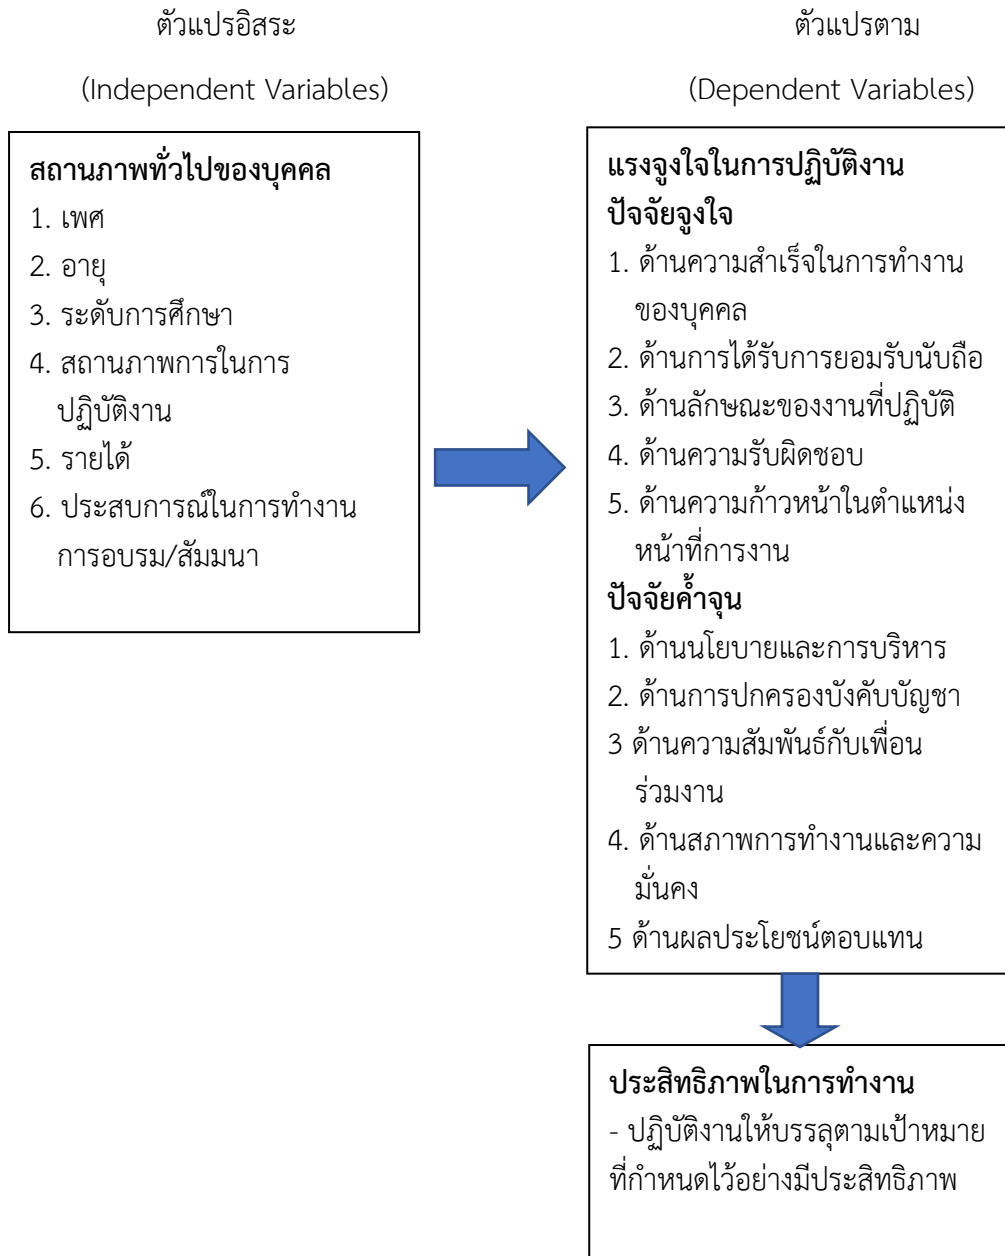 ตัวแปรอิสระ
(Independent Variables)
สถานภาพทั่วไปของบุคคล
1. เพศ
2. อายุ
3. ระดับการศึกษา
4. สถานภาพการในการ
ปฏิบัติงาน
5. รายได้
6. ประสบการณ์ในการทำงาน
การอบรม/สัมมนา
ตัวแปรตาม
(Dependent Variables)
แรงจูงใจในการปฏิบัติงาน
ปัจจัยจูงใจ
1. ด้านความสำเร็จในการทำงาน
ของบุคคล
2. ด้านการได้รับการยอมรับนับถือ
3. ด้านลักษณะของงานที่ปฏิบัติ
4. ด้านความรับผิดชอบ
5. ด้านความก้าวหน้าในตำแหน่ง
หน้าที่การงาน
ปัจจัยค้ำจุน
1. ด้านนโยบายและการบริหาร
2. ด้านการปกครองบังคับบัญชา
3 ด้านความสัมพันธ์กับเพื่อน
ร่วมงาน
4. ด้านสภาพการทำงานและความ
มั่นคง
5 ด้านผลประโยชน์ตอบแทน
ประสิทธิภาพในการทำงาน
- ปฏิบัติงานให้บรรลุตามเป้าหมาย
ที่กำหนดไว้อย่างมีประสิทธิภาพ